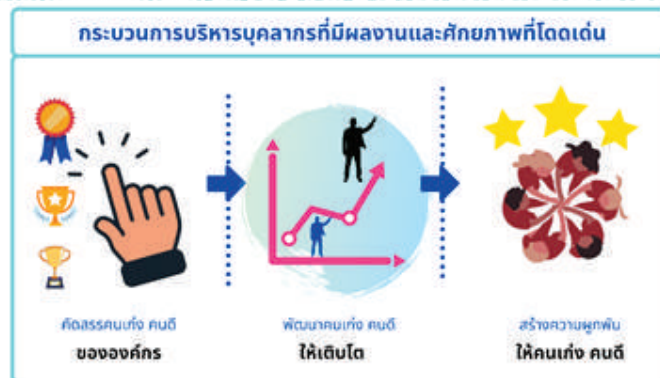 กระบวนการบริหารบุคลากรที่มีผลงานและศักยภาพที่โดดเด่น
คัดสรรคนเก่ง คนดี
ขององค์กร
พัฒนาคนเก่ง คนดี
ให้เติบโต
สร้างความผูกพัน
ให้คนเก่ง คนดี